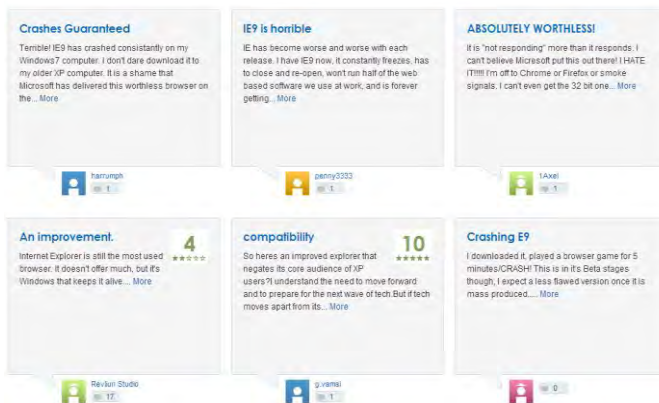 Crashes Guaranteed
Terrible! IE9 has crashed consistantly on my
Windows7 computer. I don't dare download it to
my older XP computer. It is a shame that
Microsoft has delivered this worthless browser on
the... More
harrumph
1
IE9 is horrible
IE has become worse and worse with each
release. I have IE9 now, it constantly freezes, has
to close and re-open, won't run half of the web
based software we use at work, and is forever
getting... More
penny3333
1
ABSOLUTELY WORTHLESS!
It is "not responding" more than it responds. I
can't believe Micresoft put this out there! I HATE
IT!!!!! I'm off to Chrome or Firefox or smoke
signals. I can't even get the 32 bit one... More
1Axel
1
An improvement.
4
Internet Explorer is still the most used
browser. It doesn't offer much, but it's
Windows that keeps it alive.... More
Revilun Studio
17
compatibility
10
So heres an improved explorer that
negates its core audience of XP
users?I understand the need to move forward
and to prepare for the next wave of tech.But if tech
moves apart from its... More
g.vamsi
1
Crashing E9
I downloaded it, played a browser game for 5
minutes/CRASH! This is in it's Beta stages
though, I expect a less flawed version once it is
mass produced..... More
0